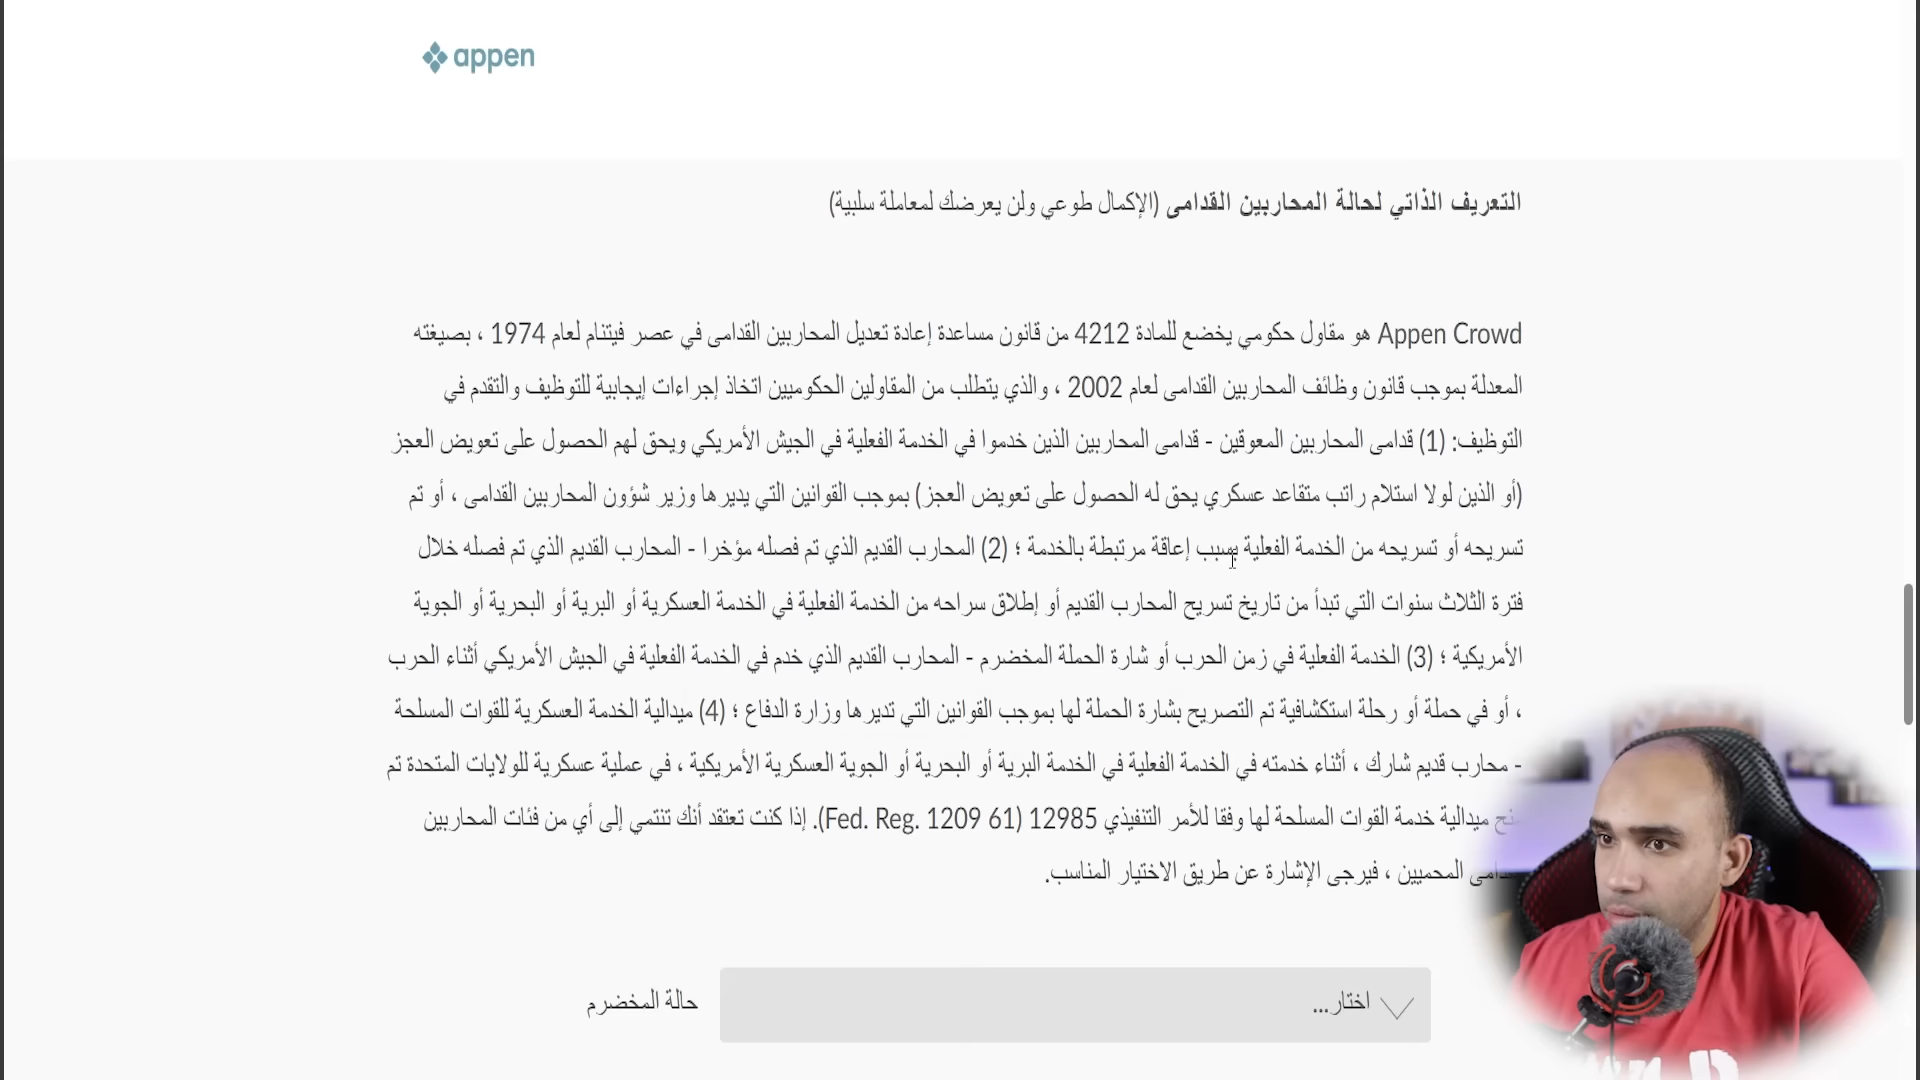 appen
التعريف الذاتي لحالة المحاربين القدامى (الإكمال طوعي ولن يعرضك لمعاملة سلبية)
Appen Crowd هو مقاول حكومي يخضع للمادة 4212 من قانون مساعدة إعادة تعديل المحاربين القدامى في عصر فيتنام لعام 1974 ، بصيغته
المعدلة بموجب قانون وظائف المحاربين القدامى لعام 2002 ، والذي يتطلب من المقاولين الحكوميين اتخاذ إجراءات إيجابية للتوظيف والتقدم في
التوظيف: (1) قدامى المحاربين المعوقين - قدامى المحاربين الذين خدموا في الخدمة الفعلية في الجيش الأمريكي ويحق لهم الحصول على تعويض العجز
(أو الذين لولا استلام راتب متقاعد عسكري يحق له الحصول على تعويض العجز) بموجب القوانين التي يديرها وزير شؤون المحاربين القدامى ، أو تم
تسريحه أو تسريحه من الخدمة الفعلية بسبب إعاقة مرتبطة بالخدمة ؛ (2) المحارب القديم الذي تم فصله مؤخرا - المحارب القديم الذي تم فصله خلال
فترة الثلاث سنوات التي تبدأ من تاريخ تسريح المحارب القديم أو إطلاق سراحه من الخدمة الفعلية في الخدمة العسكرية أو البرية أو البحرية أو الجوية
الأمريكية ؛ (3) الخدمة الفعلية في زمن الحرب أو شارة الحملة المخضرم - المحارب القديم الذي خدم في الخدمة الفعلية في الجيش الأمريكي أثناء الحرب
، أو في حملة أو رحلة استكشافية تم التصريح بشارة الحملة لها بموجب القوانين التي تديرها وزارة الدفاع ؛ (4) ميدالية الخدمة العسكرية للقوات المسلحة
- محارب قديم شارك ، أثناء خدمته في الخدمة الفعلية في الخدمة البرية أو البحرية أو الجوية العسكرية الأمريكية ، في عملية عسكرية للولايات المتحدة تم
ميدالية خدمة القوات المسلحة لها وفقا للأمر التنفيذي 12985 (61 Fed. Reg. 1209). إذا كنت تعتقد أنك تنتمي إلى أي من فئات المحاربين
المحميين ، فيرجى الإشارة عن طريق الاختيار المناسب.
اختار...
حالة المخضرم